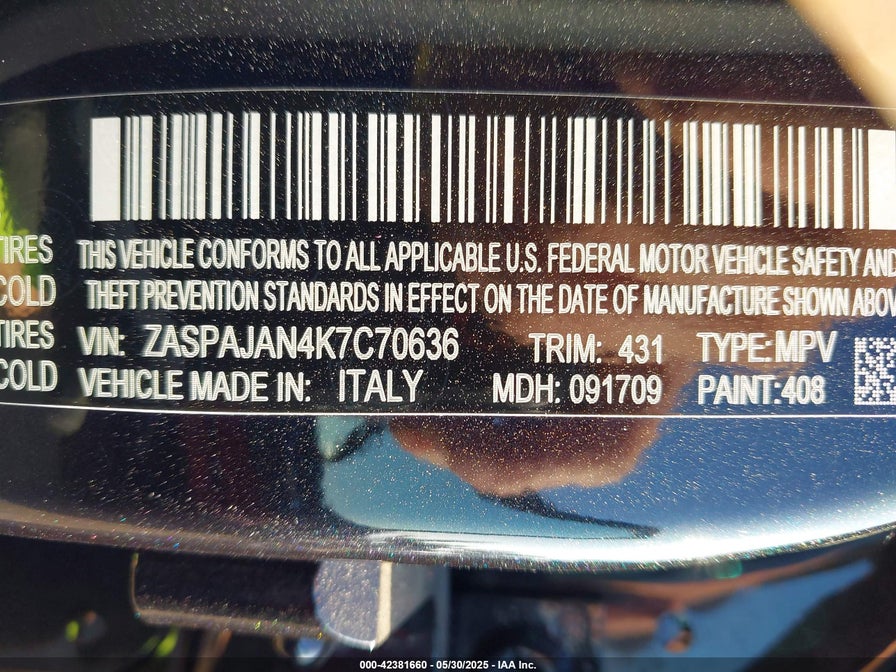 THIS VEHICLE CONFORMS TO ALL APPLICABLE U.S. FEDERAL MOTOR VEHICLE SAFETY AND
TIRES
THEFT PREVENTION STANDARDS IN EFFECT ON THE DATE OF MANUFACTURE SHOWN ABOV
COLD
VIN: ZASPAJAN4K7C70636 TRIM: 431 TYPE:MPV
TIRES
VEHICLE MADE IN: ITALY MDH: 091709 PAINT:408
COLD
000-42381660 - 05/30/2025 - IAA Inc.